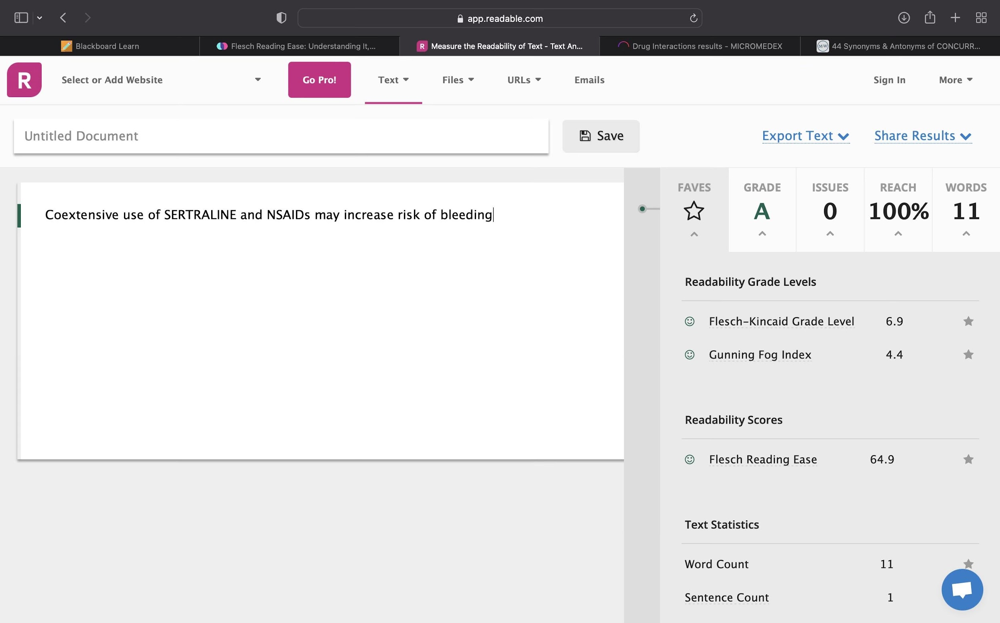 app.readable.com
Blackboard Learn
Flesch Reading Ease: Understanding It,...
R Measure the Readability of Text - Text An...
Drug Interactions results - MICROMEDEX
M-W 44 Synonyms & Antonyms of CONCURR...
R Select or Add Website Go Pro! Text Files URLs Emails Sign In More
Untitled Document Save Export Text Share Results
FAVES GRADE ISSUES REACH WORDS
A 0 100% 11
Coextensive use of SERTRALINE and NSAIDs may increase risk of bleeding
Readability Grade Levels
Flesch-Kincaid Grade Level 6.9
Gunning Fog Index 4.4
Readability Scores
Flesch Reading Ease 64.9
Text Statistics
Word Count 11
Sentence Count 1